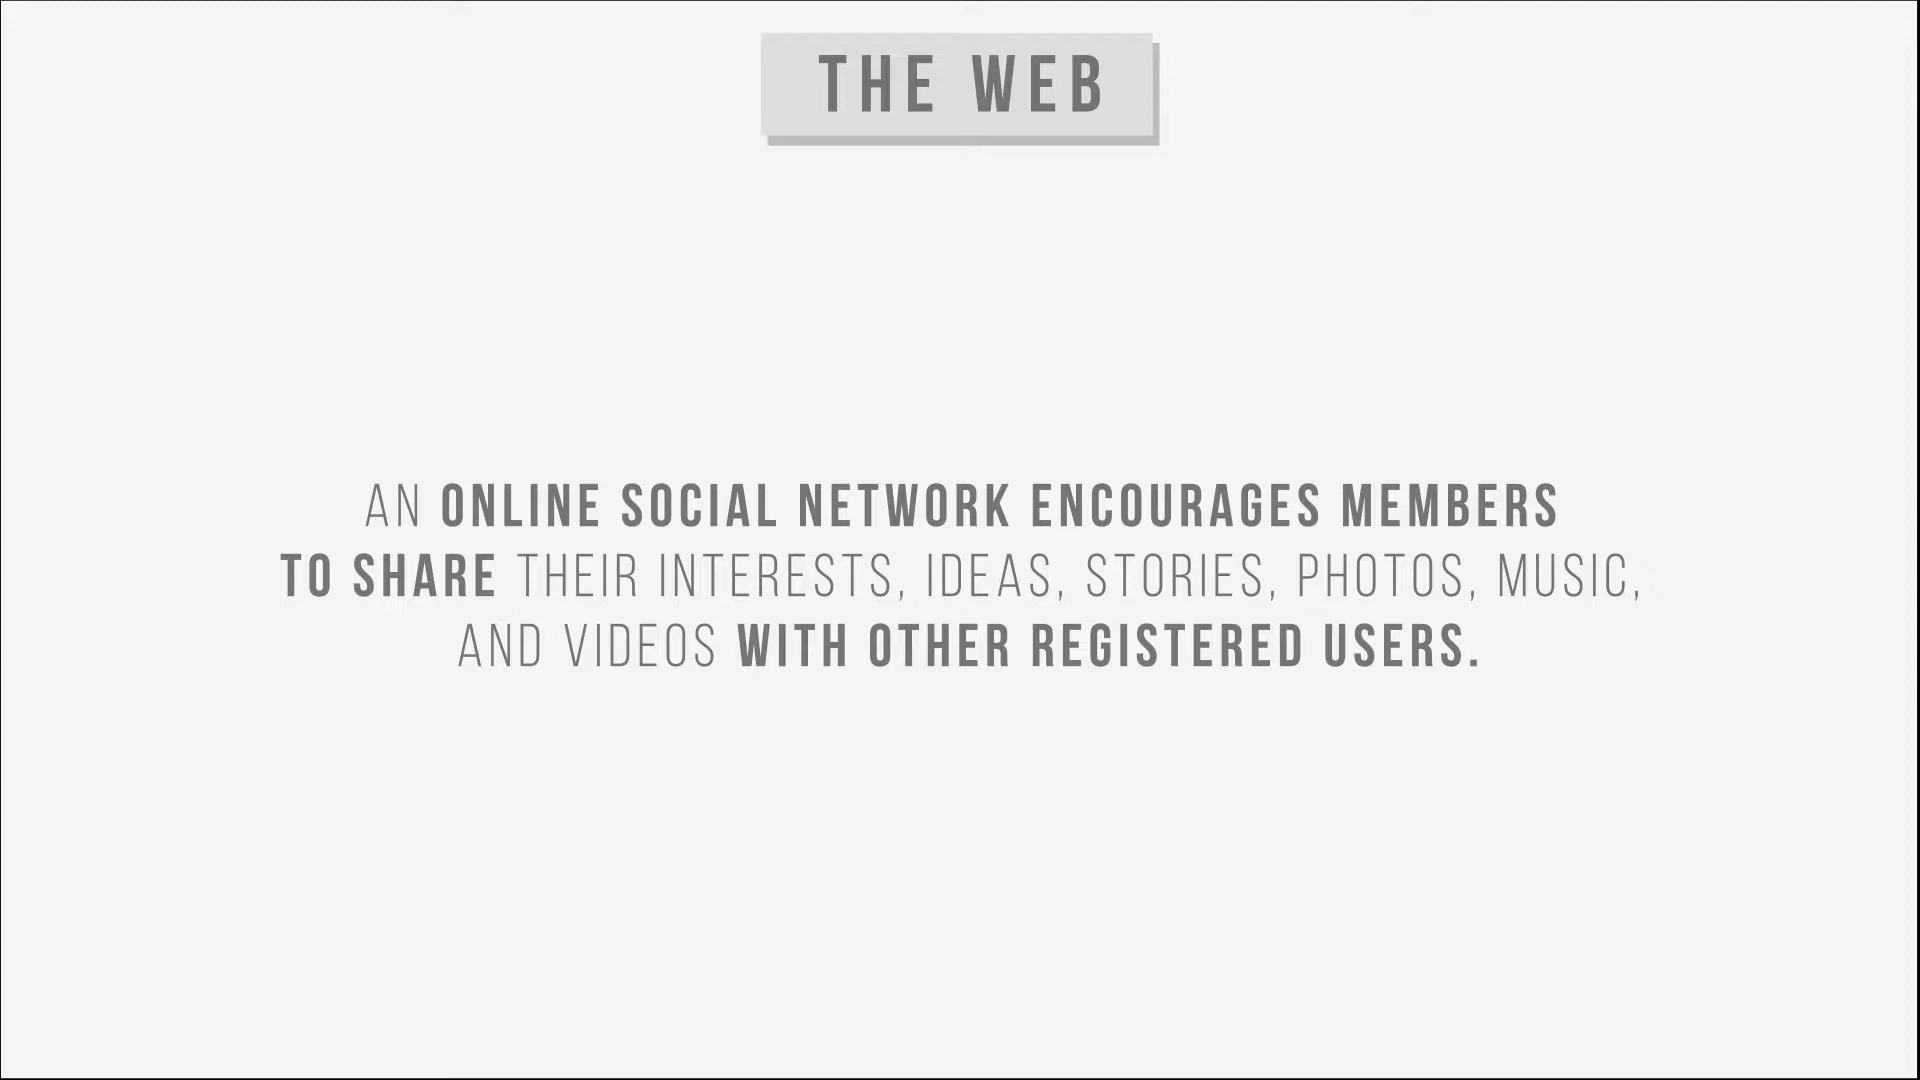 THE WEB
AN ONLINE SOCIAL NETWORK ENCOURAGES MEMBERS
TO SHARE THEIR INTERESTS, IDEAS, STORIES, PHOTOS, MUSIC,
AND VIDEOS WITH OTHER REGISTERED USERS.